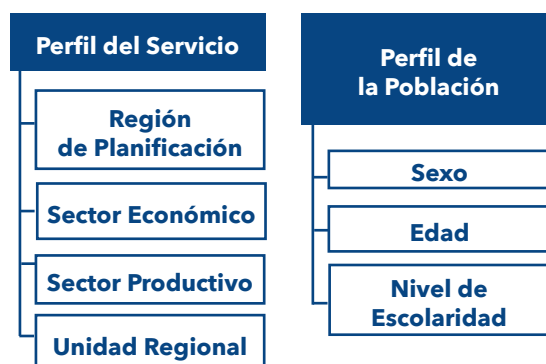 Perfil del Servicio
Región
de Planificación
Sector Económico
Sector Productivo
Unidad Regional
Perfil de
la Población
Sexo
Edad
Nivel de
Escolaridad